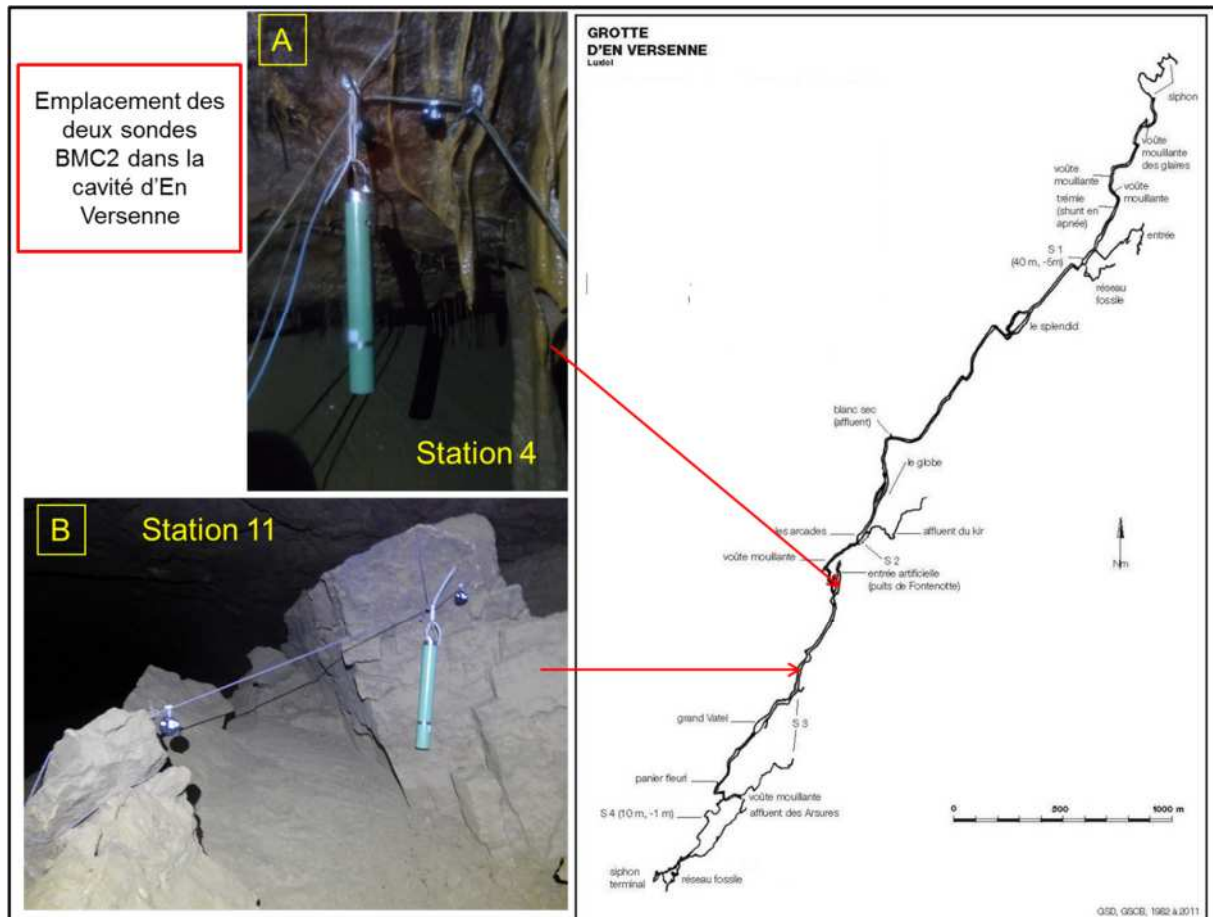 Emplacement des
deux sondes
BMC2 dans la
cavité d'En
Versenne
A
Station 4
B
Station 11
GROTTE
D'EN VERSENNE
Luxiol
siphon
voûte
mouillante
des glaires
voûte
mouillante
voûte
mouillante
trémie
(shunt en
apnée)
entrée
S 1
(40 m, -5m)
réseau
fossile
le splendid
blanc sec
(affluent)
le globe
les arcades
affluent du kir
S 2
voûte mouillante
entrée artificielle
(puits de Fontenotte)
Nm
grand Vatel
S 3
panier fleuri
voûte mouillante
S 4 (10 m, -1 m)
affluent des Arsures
0
500
1000 m
siphon
terminal
réseau fossile
GSD, GSCB, 1982 à 2011